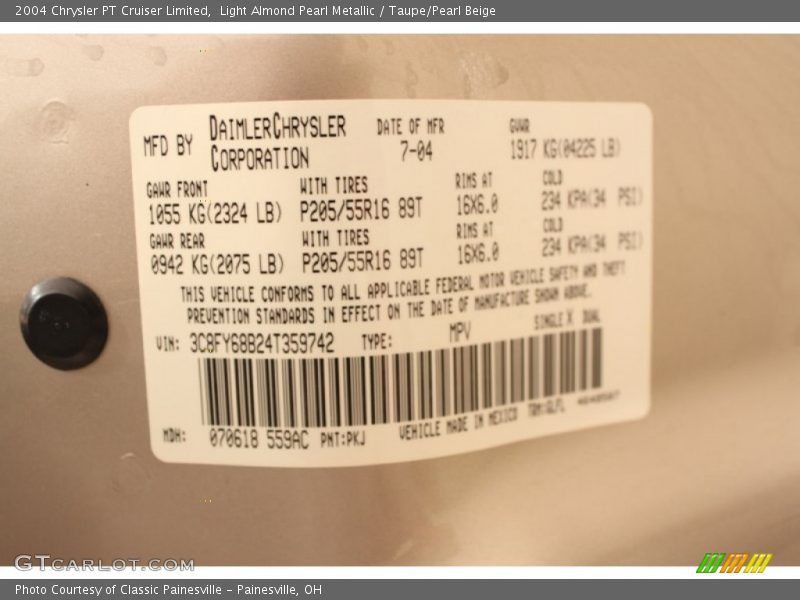 2004 Chrysler PT Cruiser Limited, Light Almond Pearl Metallic / Taupe/Pearl Beige
MFD BY DAIMLERCHRYSLER CORPORATION DATE OF MFR 7-04 GVWR 1917 KG(04225 LB)
GAWR FRONT WITH TIRES RIMS AT COLD
1055 KG(2324 LB) P205/55R16 89T 16X6.0 234 KPA(34 PSI)
GAWR REAR WITH TIRES RIMS AT COLD
0942 KG(2075 LB) P205/55R16 89T 16X6.0 234 KPA(34 PSI)
THIS VEHICLE CONFORMS TO ALL APPLICABLE FEDERAL MOTOR VEHICLE SAFETY AND THEFT
PREVENTION STANDARDS IN EFFECT ON THE DATE OF MANUFACTURE SHOWN ABOVE.
VIN: 3C8FY68B24T359742 TYPE: MPV SINGLE X DUAL
MDH: 070618 559AC PNT:PKJ VEHICLE MADE IN MEXICO
GTCARLOT.COM
Photo Courtesy of Classic Painesville - Painesville, OH